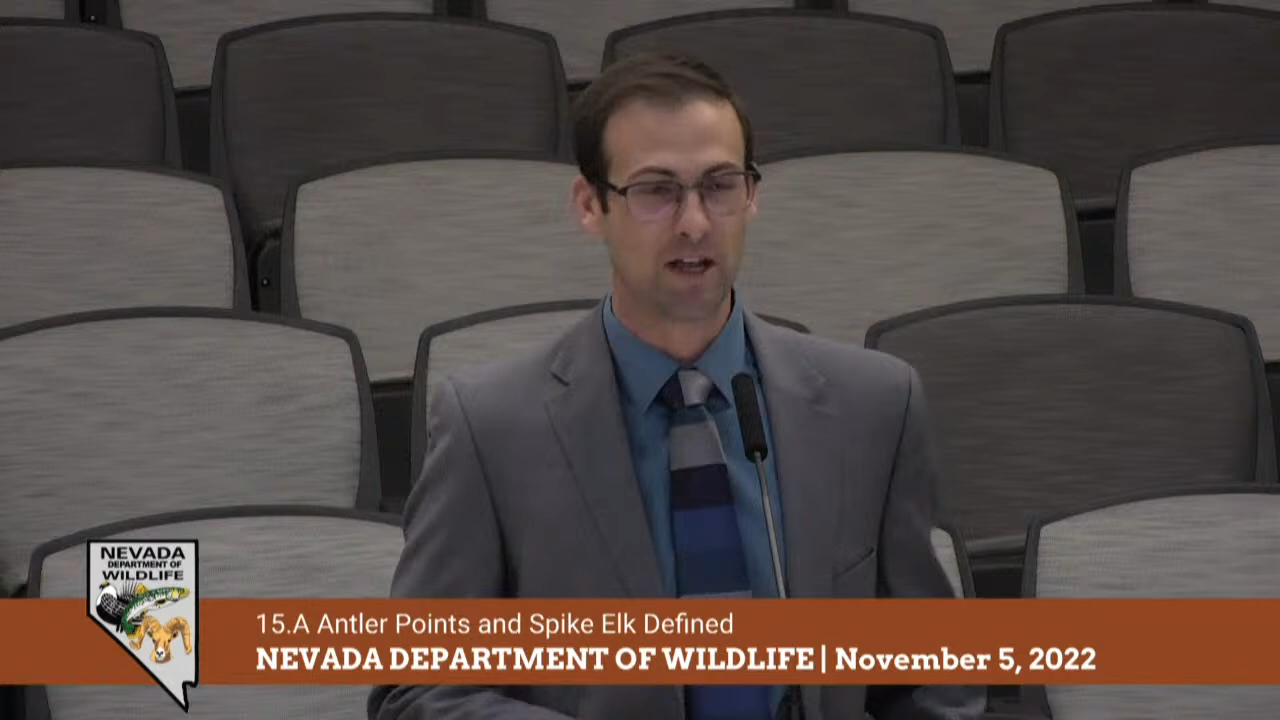 NEVADA
DEPARTMENT OF
WILDLIFE
15.A Antler Points and Spike Elk Defined
NEVADA DEPARTMENT OF WILDLIFE | November 5, 2022